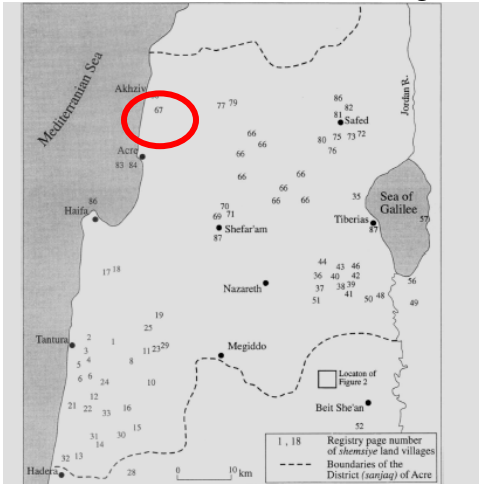 Mediterranean Sea
Jordan R.
Akhziv
67
77 79
86
82
81
Safed
80 75 73 72
76
66
66
66
66
66
66 66
Acre
83 84
86
Haifa
70
69 71
Shefar'am
87
35
Sea of
Galilee
57
Tiberias
87
17 18
Nazareth
44 43 46
36 40 42
37 38 39
51 41 50 48
56
49
19
25
Tantura
2 1
3
4
5
11 23 29
8
Megiddo
6 6
24
10
12
21 22 33
16
31 30 15
14
32 13
Hadera
28
0 10 km
Locaton of
Figure 2
Beit She'an
52
1 , 18 Registry page number
of shemsiye land villages
Boundaries of the
District (sanjaq) of Acre